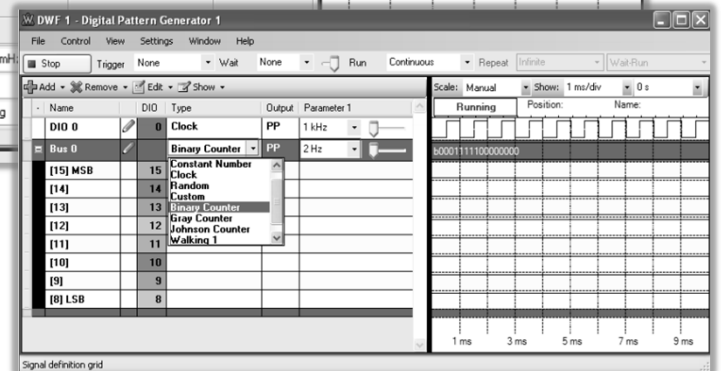 DWF 1 - Digital Pattern Generator 1
File Control View Settings Window Help
Stop Trigger None Wait None Run Continuous Repeat Infinite Wait-Run
Add Remove Edit Show Scale: Manual Show: 1 ms/div 0 s
- Name DIO Type Output Parameter 1 Running Position: Name:
DIO 0 0 Clock PP 1 kHz
Bus 0 Binary Counter PP 2 Hz b0001111100000000
Constant Number
[15] MSB 15 Clock
[14] 14 Random
Custom
[13] 13 Binary Counter
[12] 12 Gray Counter
Johnson Counter
[11] 11 Walking 1
[10] 10
[9] 9
[8] LSB 8
1 ms 3 ms 5 ms 7 ms 9 ms
Signal definition grid